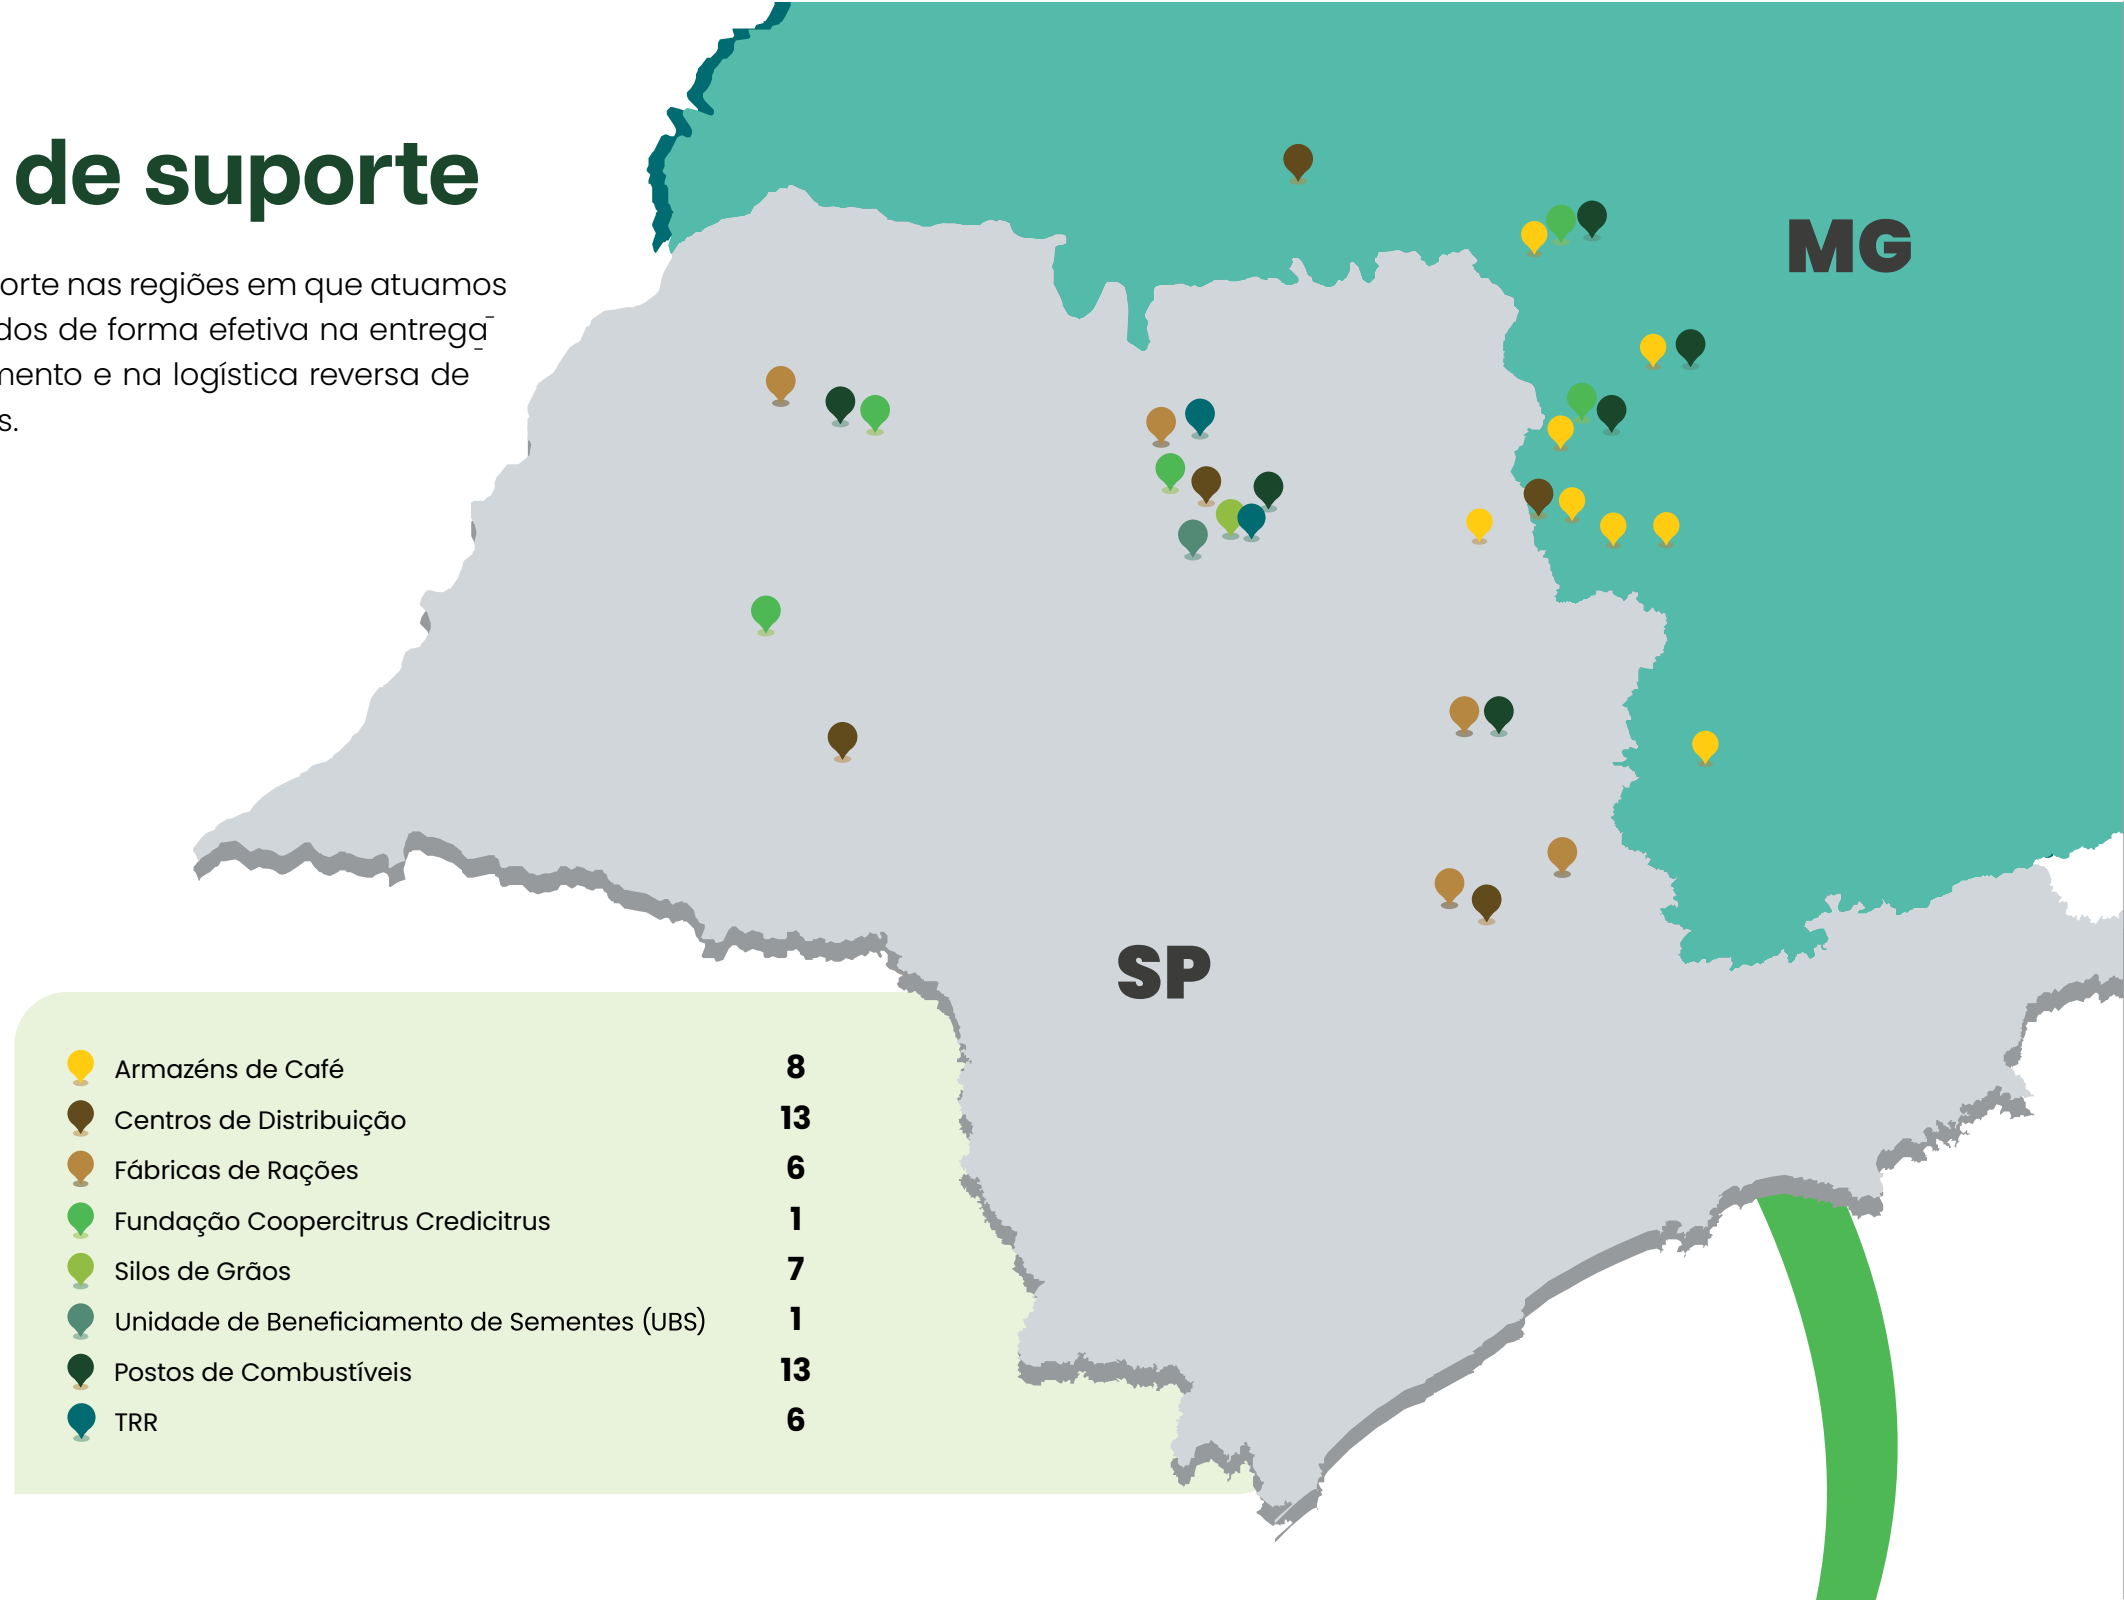 de suporte
orte nas regiões em que atuamos
dos de forma efetiva na entrega
mento e na logística reversa de
s.
MG
SP
Armazéns de Café 8
Centros de Distribuição 13
Fábricas de Rações 6
Fundação Coopercitrus Credicitrus 1
Silos de Grãos 7
Unidade de Beneficiamento de Sementes (UBS) 1
Postos de Combustíveis 13
TRR 6